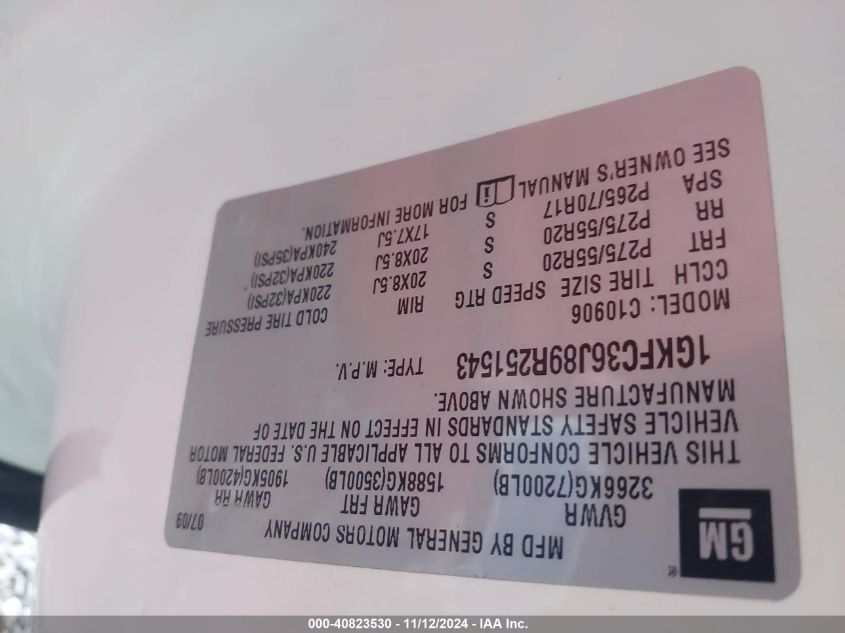 GM ®
MFD BY GENERAL MOTORS COMPANY 07/09
GVWR GAWR FRT GAWR RR
3266KG(7200LB) 1588KG(3500LB) 1905KG(4200LB)
THIS VEHICLE CONFORMS TO ALL APPLICABLE U.S. FEDERAL MOTOR
VEHICLE SAFETY STANDARDS IN EFFECT ON THE DATE OF
MANUFACTURE SHOWN ABOVE.
1GKFC36J89R251543 TYPE: M.P.V.
MODEL: C10906
CCLH TIRE SIZE SPEED RTG RIM COLD TIRE PRESSURE
FRT P275/55R20 S 20X8.5J 220KPA(32PSI)
RR P275/55R20 S 20X8.5J 220KPA(32PSI)
SPA P265/70R17 S 17X7.5J 240KPA(35PSI)
SEE OWNER'S MANUAL FOR MORE INFORMATION.
000-40823530 - 11/12/2024 - IAA Inc.